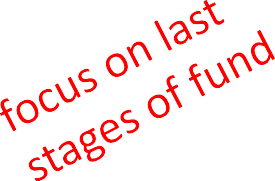 focus on last
stages of fund